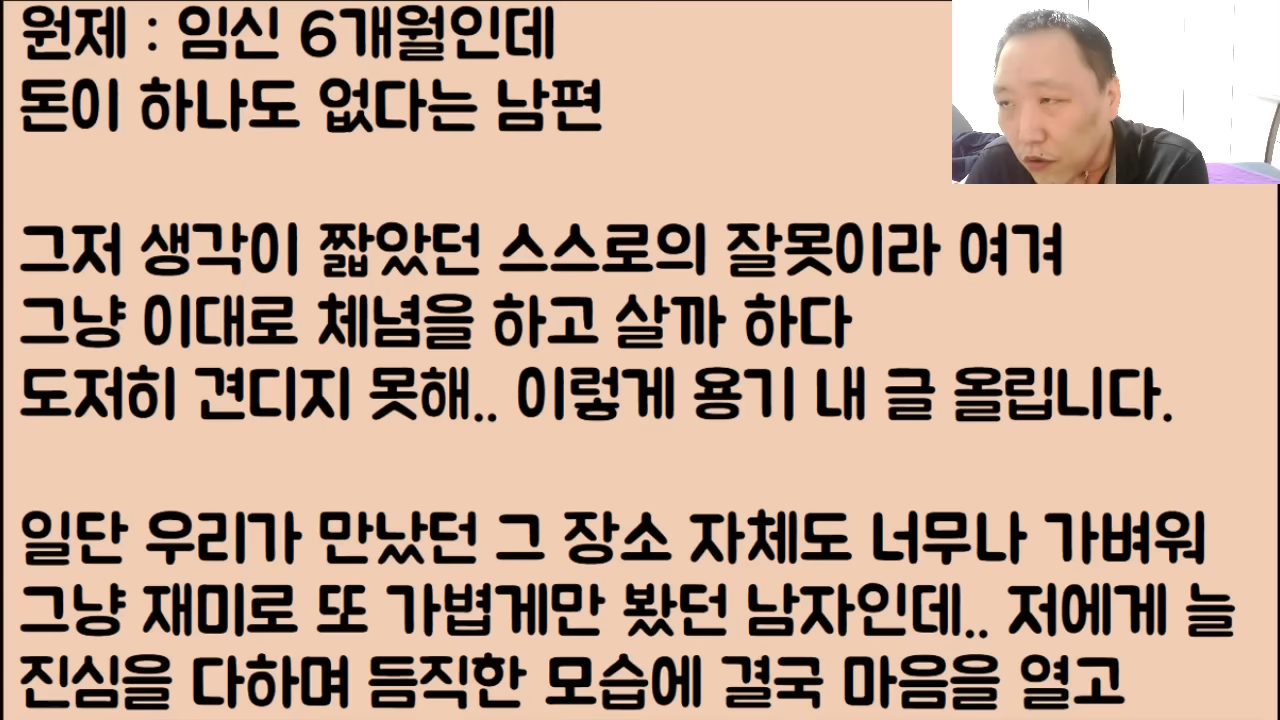 원제 : 임신 6개월인데
돈이 하나도 없다는 남편
그저 생각이 짧았던 스스로의 잘못이라 여겨
그냥 이대로 체념을 하고 살까 하다
도저히 견디지 못해.. 이렇게 용기 내 글 올립니다.
일단 우리가 만났던 그 장소 자체도 너무나 가벼워
그냥 재미로 또 가볍게만 봤던 남자인데.. 저에게 늘
진심을 다하며 듬직한 모습에 결국 마음을 열고